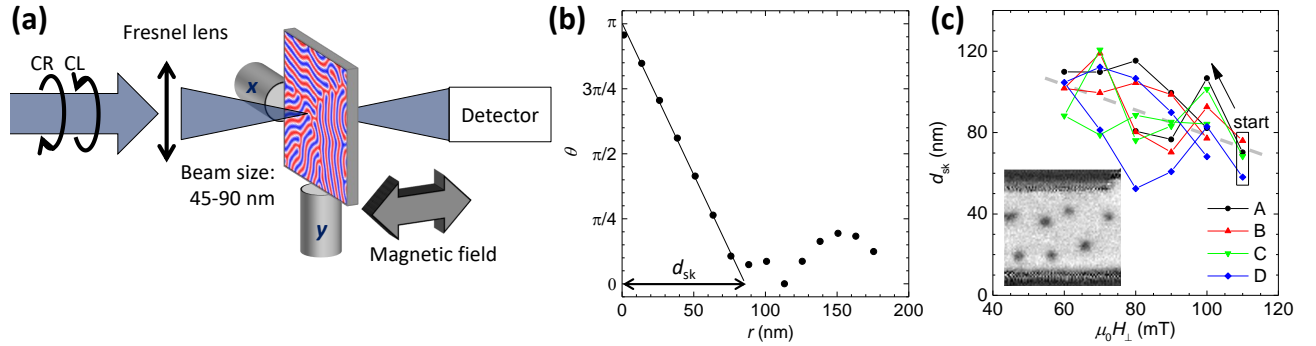 (a)
Fresnel lens
CR CL
x
Detector
Beam size:
45-90 nm
y
Magnetic field
(b)
π
3π/4
π/2
π/4
0
θ
d_sk
0 50 100 150 200
r (nm)
(c)
120
80
40
0
d_sk (nm)
start
A
B
C
D
40 60 80 100 120
μ₀H⊥ (mT)